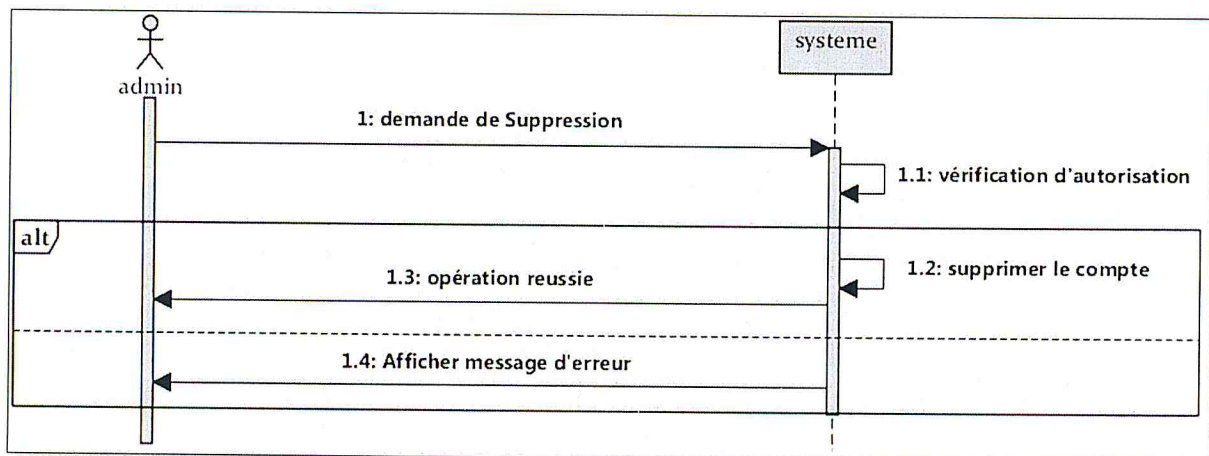 systeme
admin
1: demande de Suppression
1.1: vérification d'autorisation
alt
1.2: supprimer le compte
1.3: opération reussie
1.4: Afficher message d'erreur